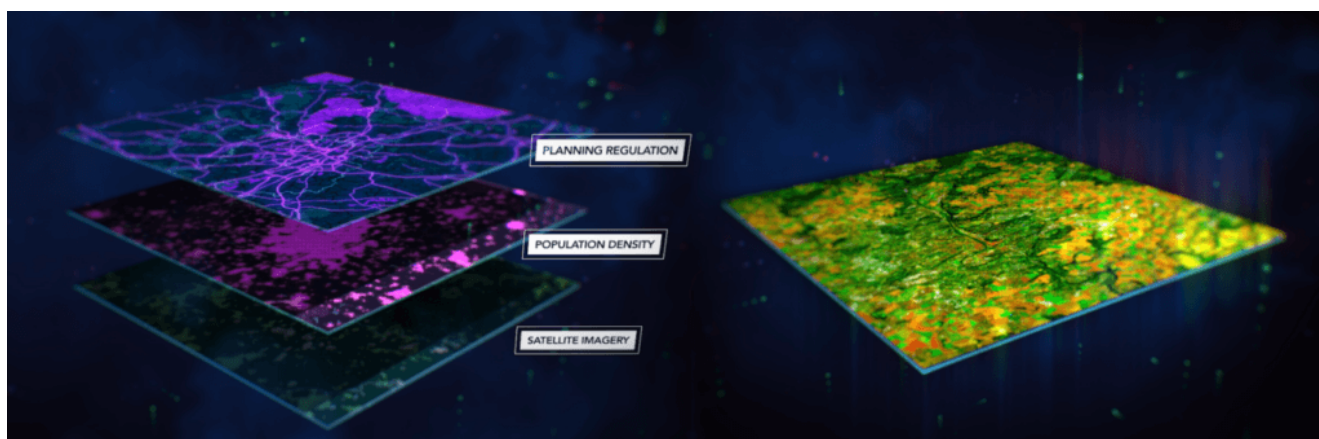 PLANNING REGULATION
POPULATION DENSITY
SATELLITE IMAGERY